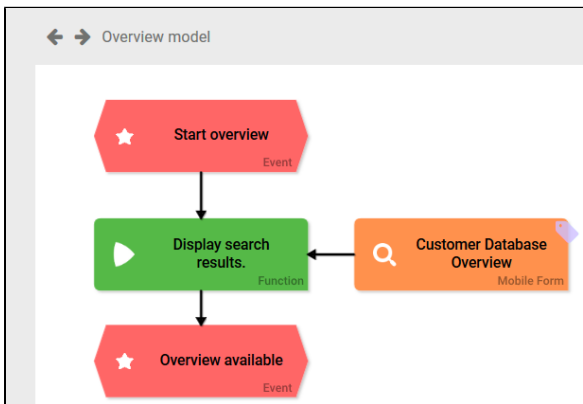 Overview model
Start overview
Event
Display search
results.
Function
Customer Database
Overview
Mobile Form
Overview available
Event